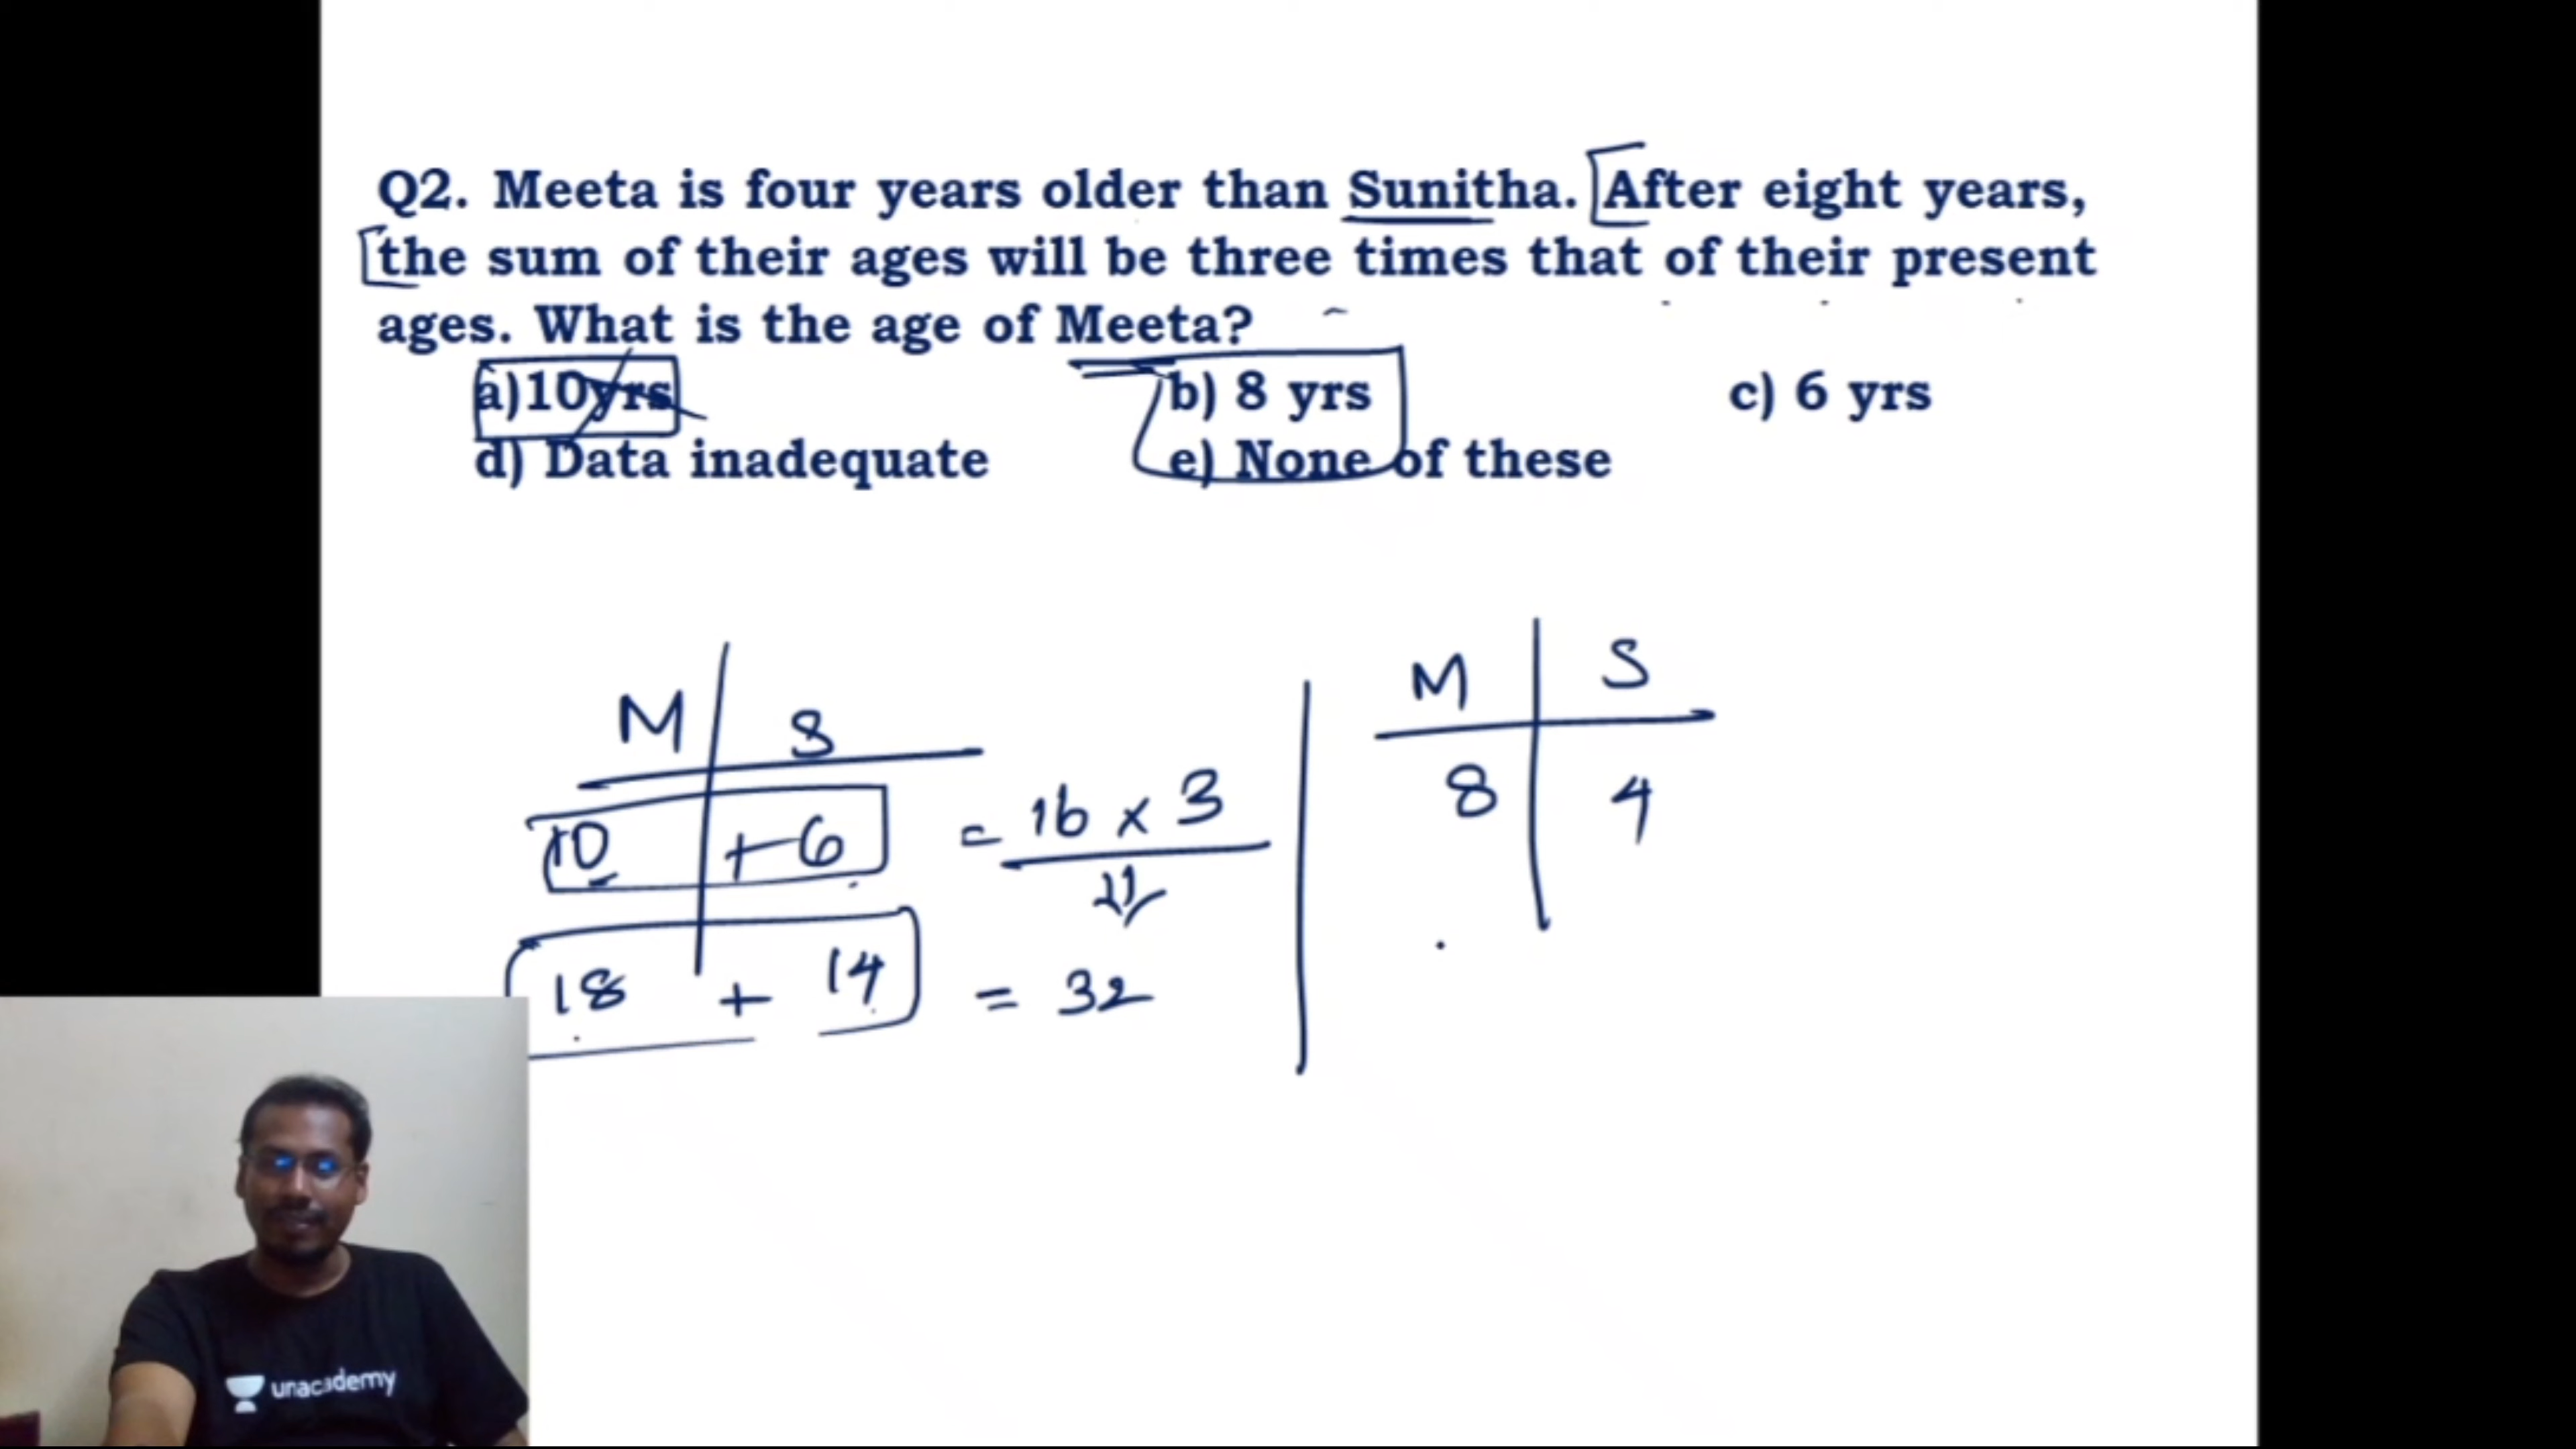 Q2. Meeta is four years older than Sunitha. After eight years,
the sum of their ages will be three times that of their present
ages. What is the age of Meeta?
a)10yrs b) 8 yrs c) 6 yrs
d) Data inadequate e) None of these
M S
10 + 6 = 16 x 3
18 + 14 = 32
M S
8 4
unacademy